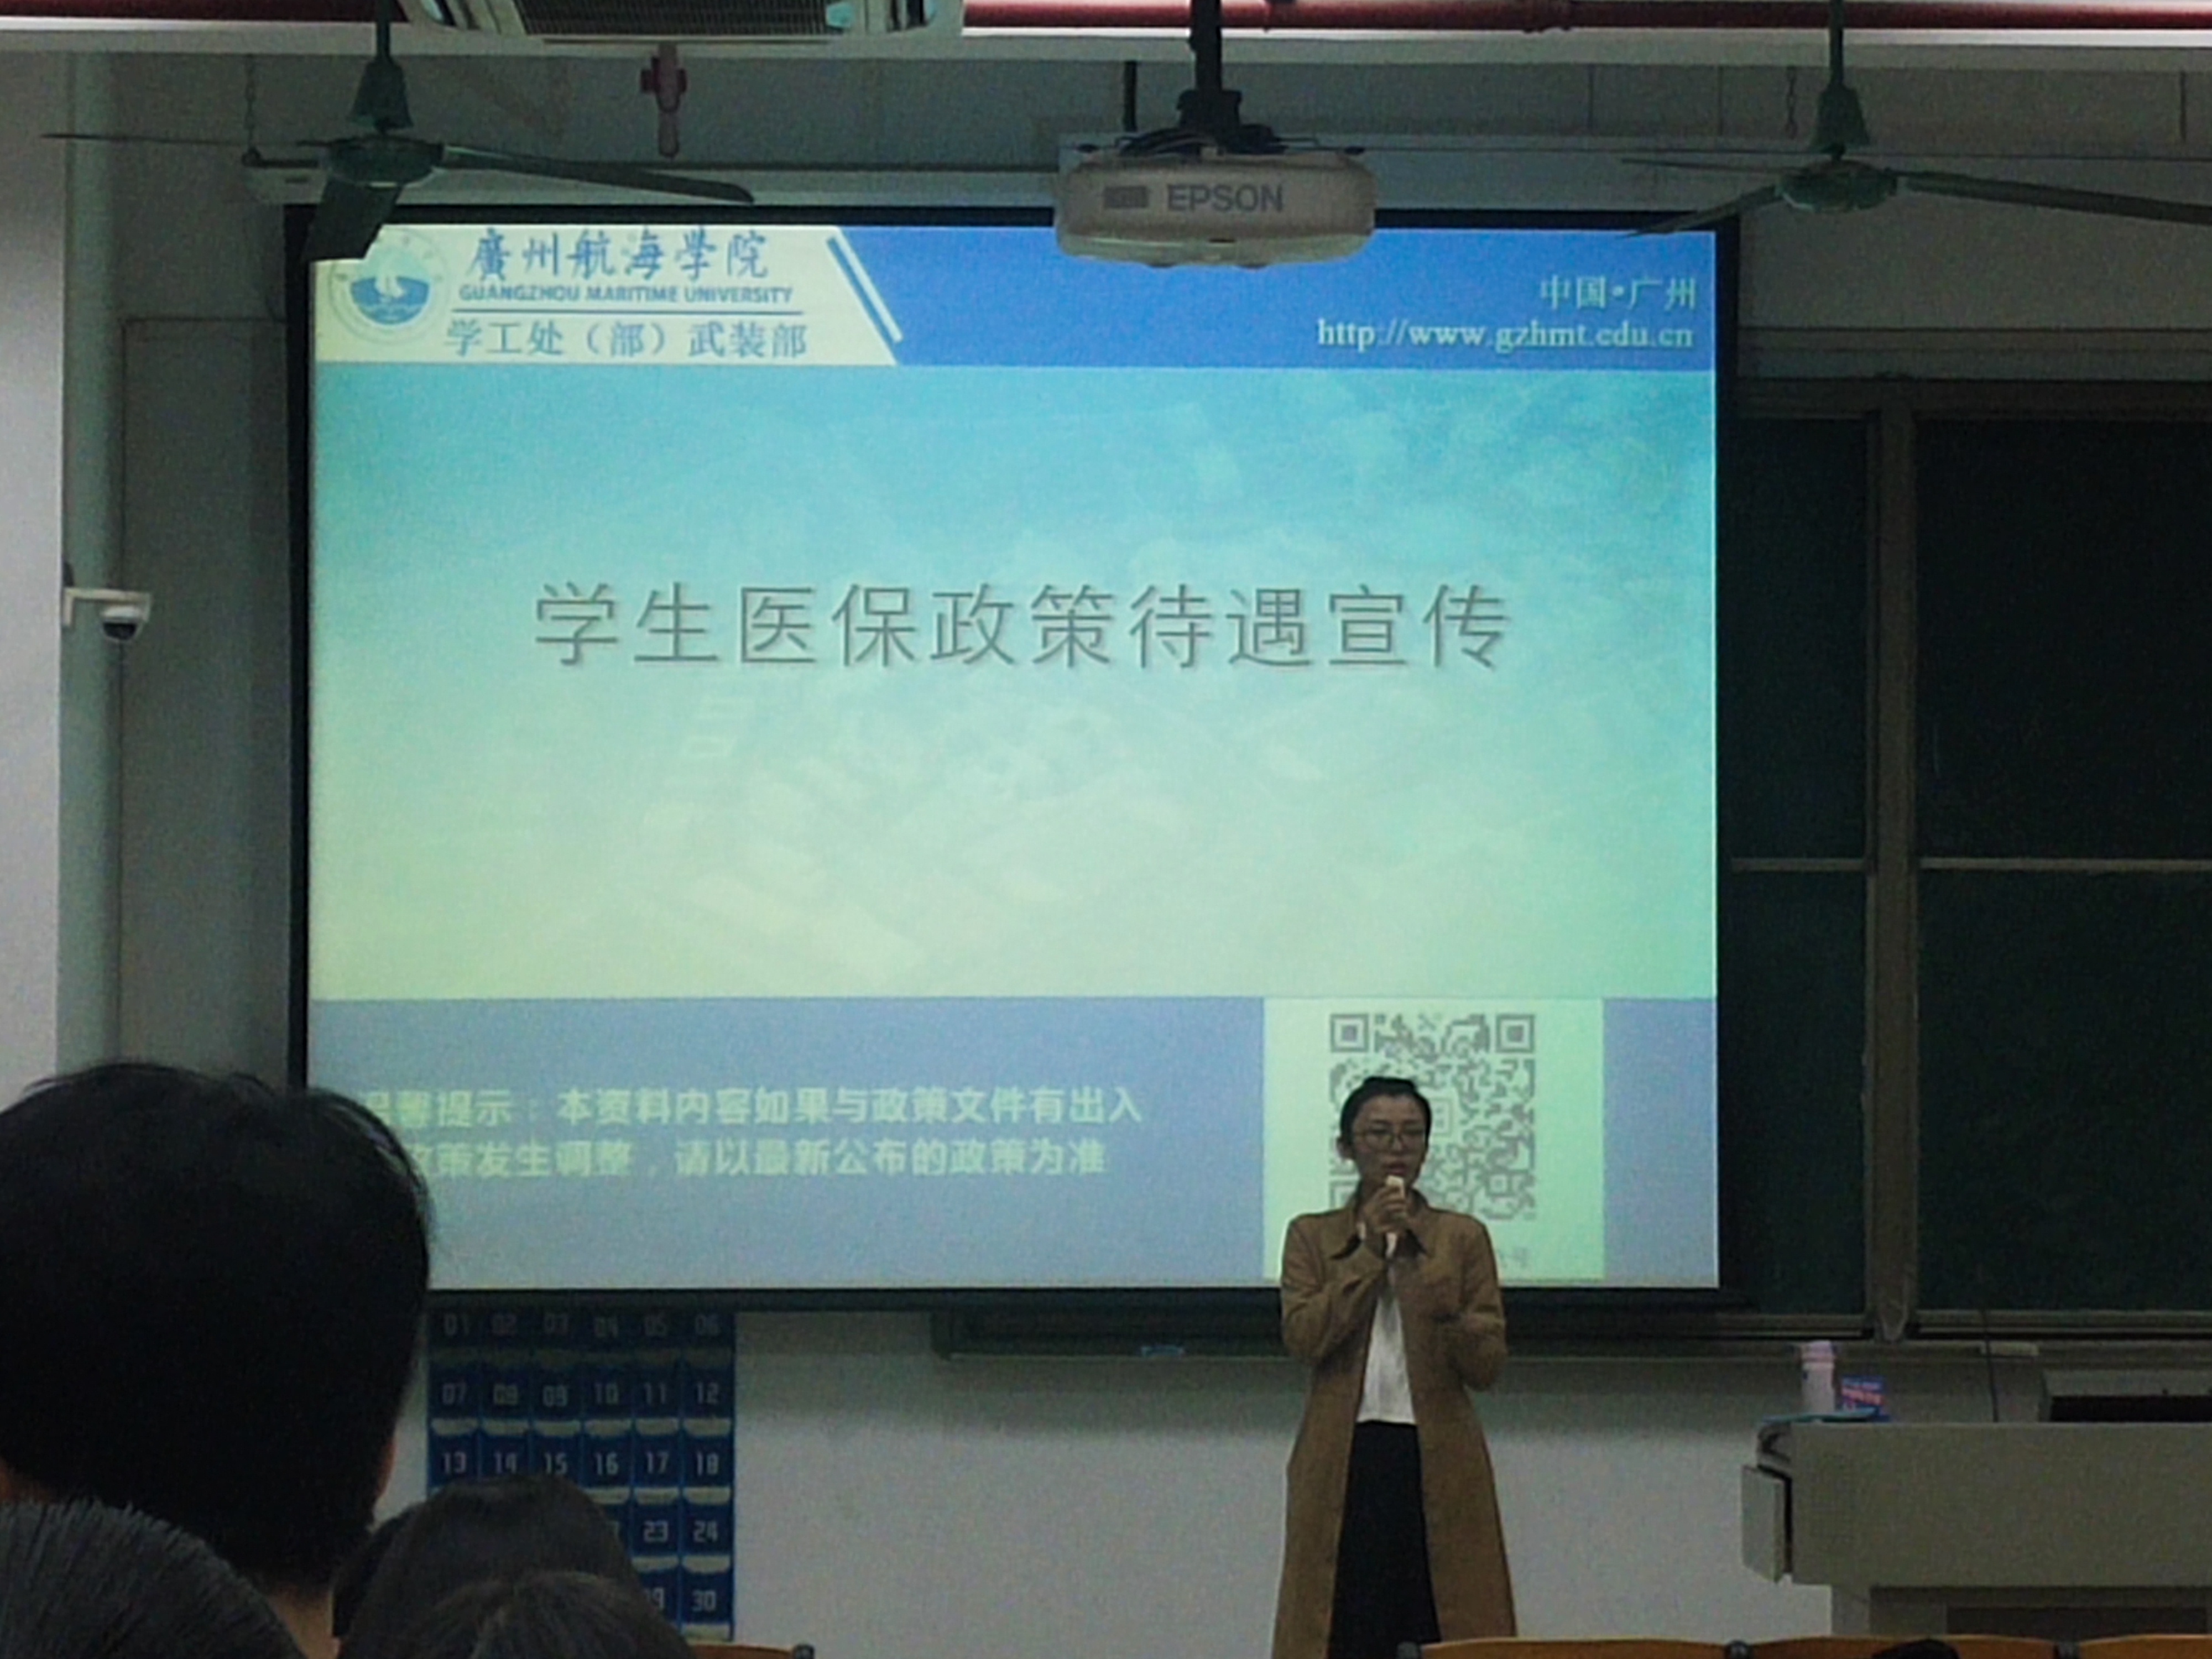 EPSON
廣州航海学院
GUANGZHOU MARITIME UNIVERSITY
学工处（部）武装部
中国•广州
http://www.gzhmt.edu.cn
学生医保政策待遇宣传
馨提示：本资料内容如果与政策文件有出入
政策发生调整，请以最新公布的政策为准
01 02 03 04 05 06
07 08 09 10 11 12
13 14 15 16 17 18
23 24
30